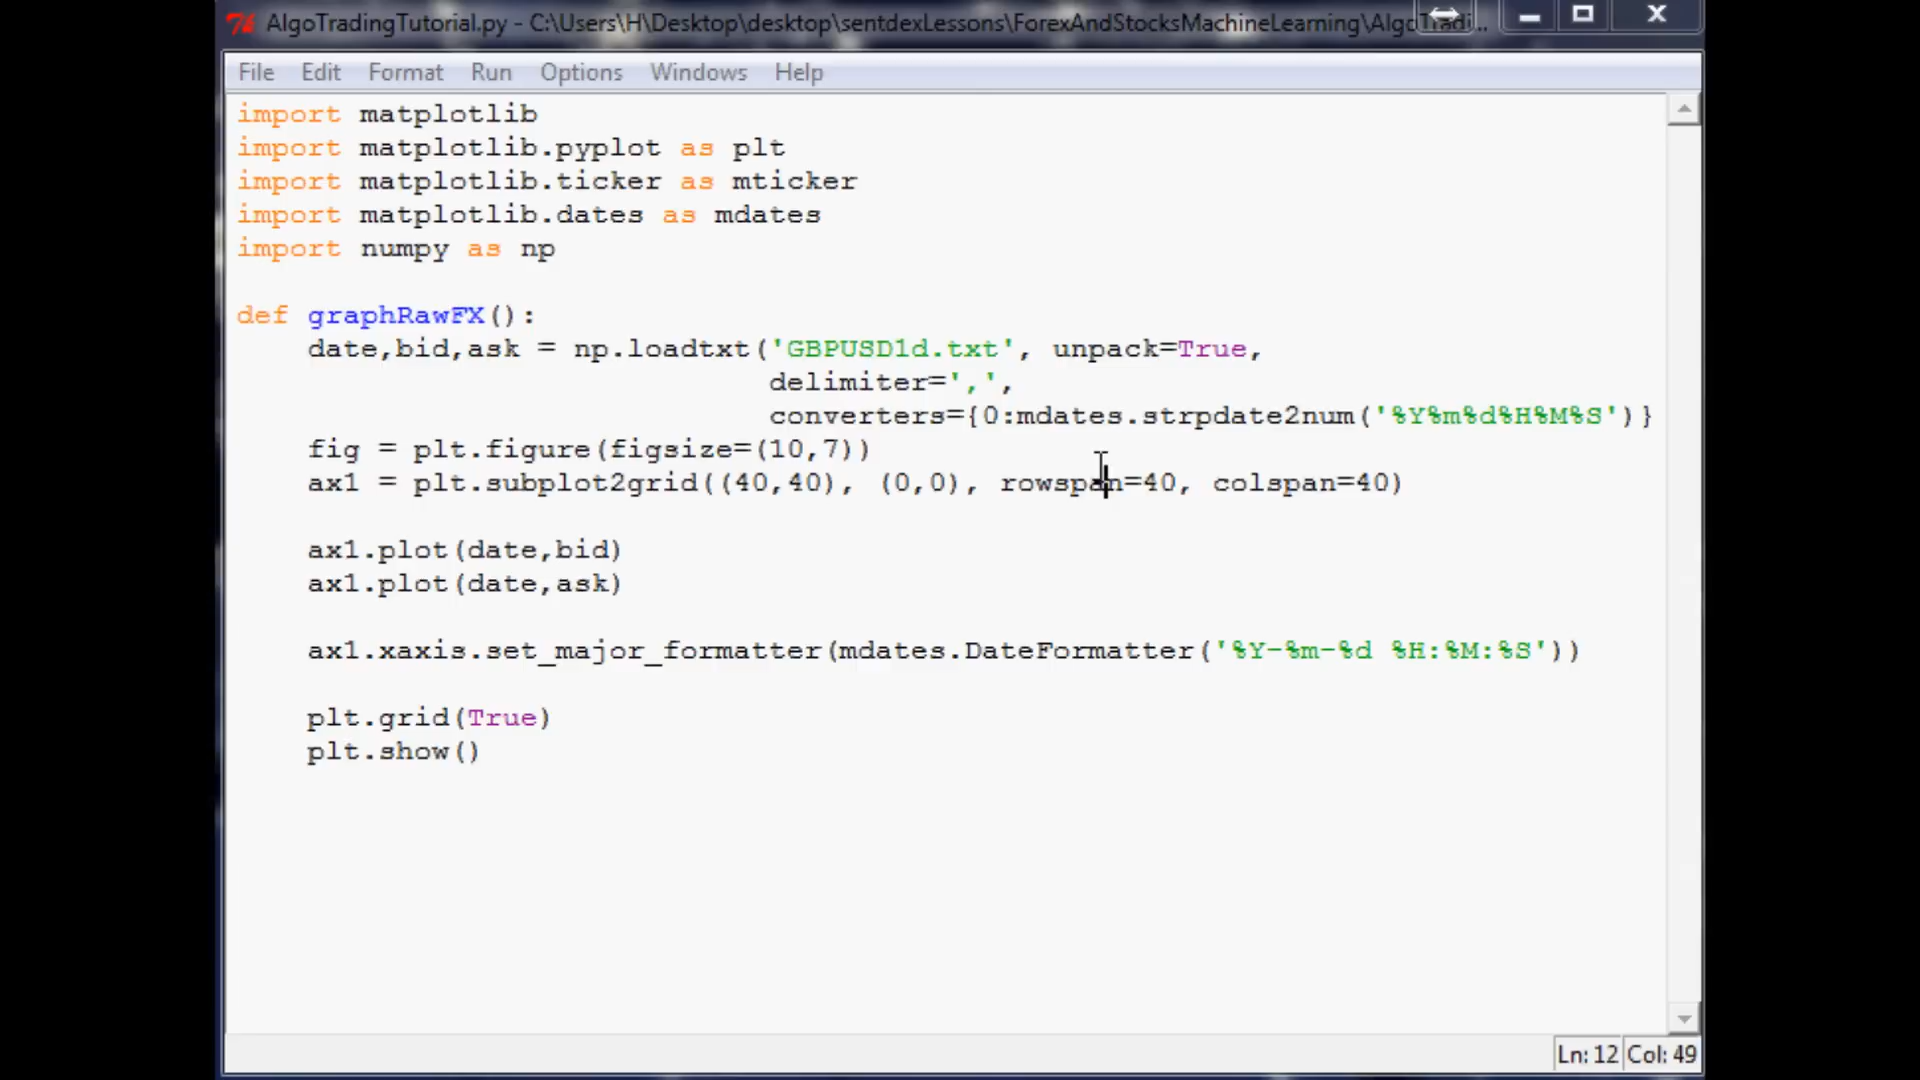 AlgoTradingTutorial.py - C:\Users\H\Desktop\desktop\sentdexLessons\ForexAndStocksMachineLearning\AlgoTradi...
File Edit Format Run Options Windows Help
import matplotlib
import matplotlib.pyplot as plt
import matplotlib.ticker as mticker
import matplotlib.dates as mdates
import numpy as np
def graphRawFX():
date,bid,ask = np.loadtxt('GBPUSD1d.txt', unpack=True,
delimiter=',',
converters={0:mdates.strpdate2num('%Y%m%d%H%M%S')}
fig = plt.figure(figsize=(10,7))
ax1 = plt.subplot2grid((40,40), (0,0), rowspan=40, colspan=40)
ax1.plot(date,bid)
ax1.plot(date,ask)
ax1.xaxis.set_major_formatter(mdates.DateFormatter('%Y-%m-%d %H:%M:%S'))
plt.grid(True)
plt.show()
Ln: 12 Col: 49